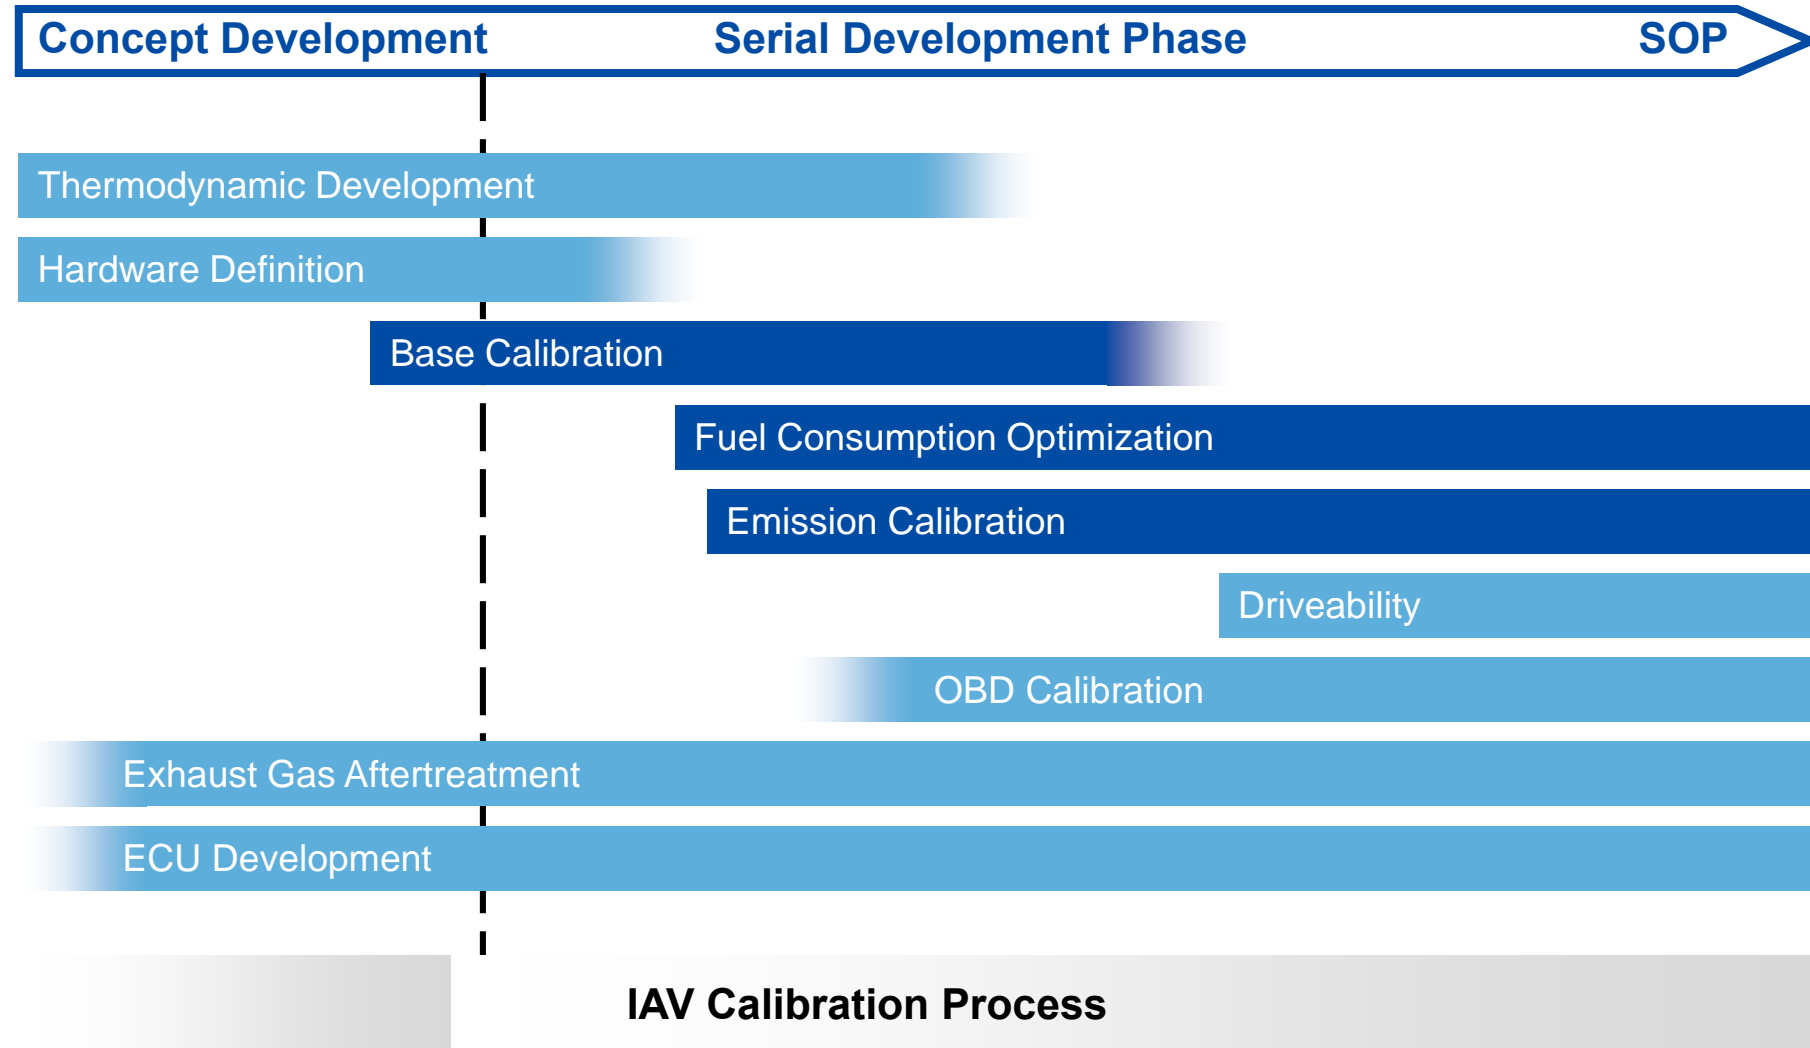 Concept Development Serial Development Phase SOP
Thermodynamic Development
Hardware Definition
Base Calibration
Fuel Consumption Optimization
Emission Calibration
Driveability
OBD Calibration
Exhaust Gas Aftertreatment
ECU Development
IAV Calibration Process